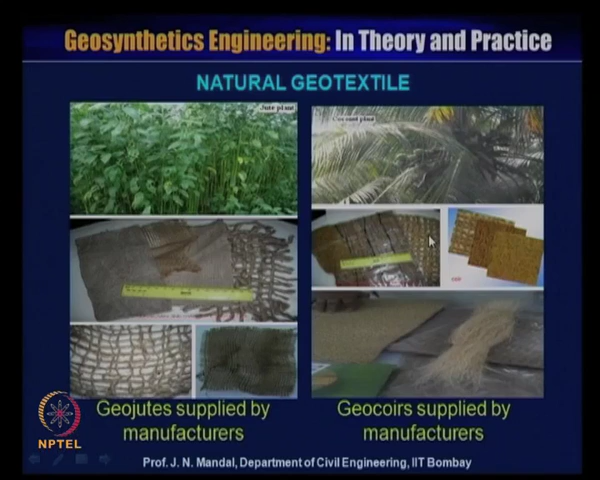 Geosynthetics Engineering: In Theory and Practice
NATURAL GEOTEXTILE
Jute plant
Coconut plant
Geojutes supplied by
manufacturers
Geocoirs supplied by
manufacturers
NPTEL
Prof. J. N. Mandal, Department of Civil Engineering, IIT Bombay